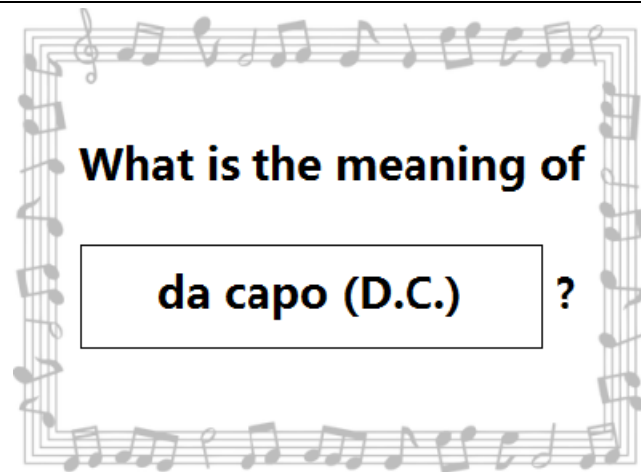 What is the meaning of
da capo (D.C.) ?